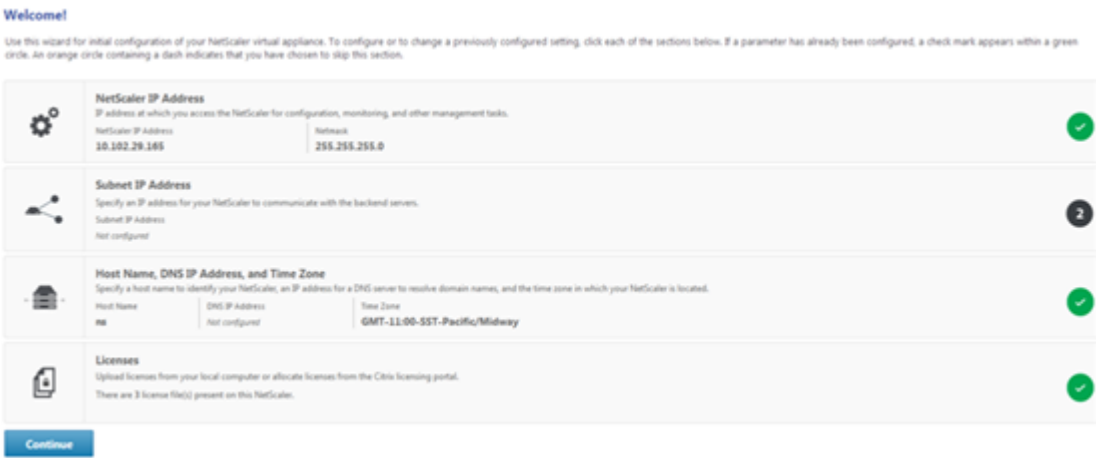 Welcome!
Use this wizard for initial configuration of your NetScaler virtual appliance. To configure or to change a previously configured setting, click each of the sections below. If a parameter has already been configured, a check mark appears within a green
circle. An orange circle containing a dash indicates that you have chosen to skip this section.
NetScaler IP Address
IP address at which you access the NetScaler for configuration, monitoring, and other management tasks.
NetScaler IP Address Netmask
10.102.29.165 255.255.255.0
Subnet IP Address
Specify an IP address for your NetScaler to communicate with the backend servers.
Subnet IP Address
2
Not configured
Host Name, DNS IP Address, and Time Zone
Specify a host name to identify your NetScaler, an IP address for a DNS server to resolve domain names, and the time zone in which your NetScaler is located.
Host Name DNS IP Address Time Zone
ns Not configured GMT-11:00-SST-Pacific/Midway
Licenses
Upload licenses from your local computer or allocate licenses from the Citrix licensing portal.
There are 3 license file(s) present on this NetScaler.
Continue